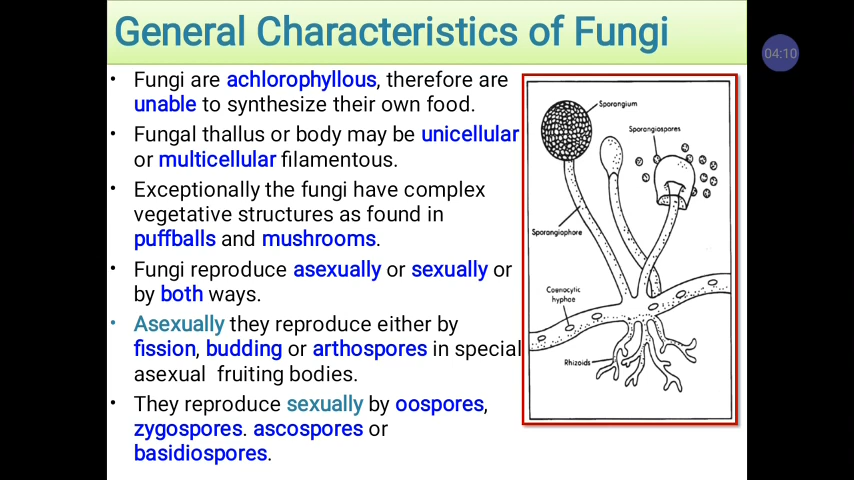 General Characteristics of Fungi
04:10
• Fungi are achlorophyllous, therefore are
unable to synthesize their own food.
• Fungal thallus or body may be unicellular
or multicellular filamentous.
• Exceptionally the fungi have complex
vegetative structures as found in
puffballs and mushrooms.
• Fungi reproduce asexually or sexually or
by both ways.
• Asexually they reproduce either by
fission, budding or arthospores in special
asexual fruiting bodies.
• They reproduce sexually by oospores,
zygospores. ascospores or
basidiospores.
Sporangium
Sporangiospores
Sporangiophore
Coenocytic
hyphae
Rhizoids